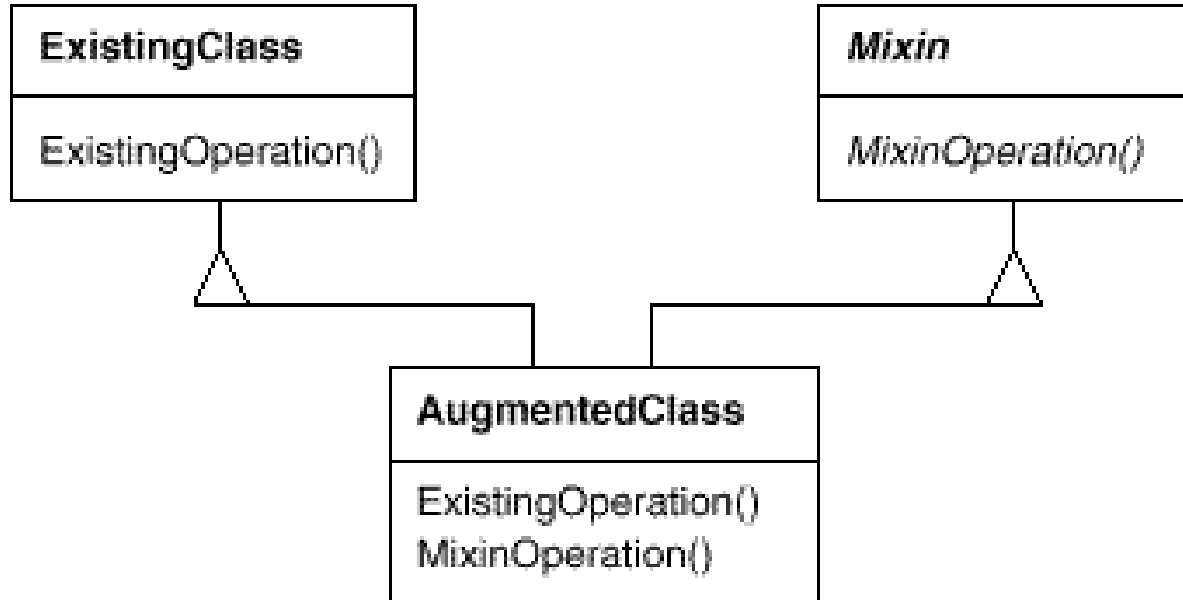 ExistingClass
ExistingOperation()
Mixin
MixinOperation()
AugmentedClass
ExistingOperation()
MixinOperation()